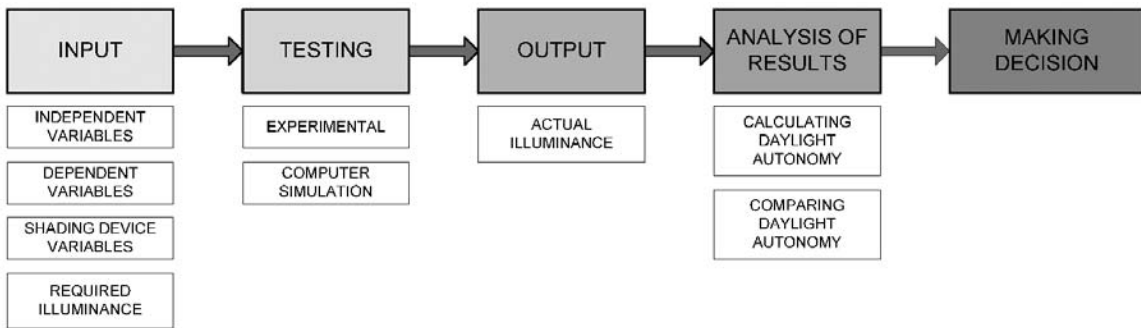 INPUT
TESTING
OUTPUT
ANALYSIS OF
RESULTS
MAKING
DECISION
INDEPENDENT
VARIABLES
DEPENDENT
VARIABLES
SHADING DEVICE
VARIABLES
REQUIRED
ILLUMINANCE
EXPERIMENTAL
COMPUTER
SIMULATION
ACTUAL
ILLUMINANCE
CALCULATING
DAYLIGHT
AUTONOMY
COMPARING
DAYLIGHT
AUTONOMY